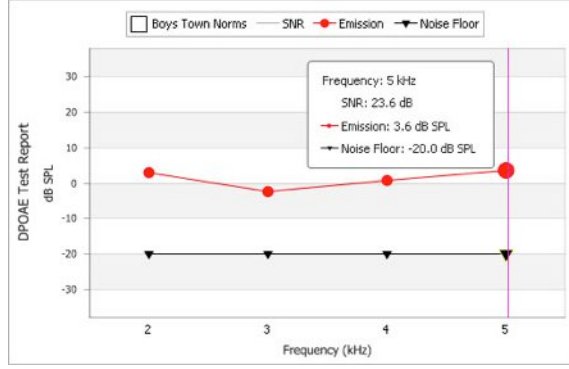 Boys Town Norms SNR Emission Noise Floor
Frequency: 5 kHz
SNR: 23.6 dB
Emission: 3.6 dB SPL
Noise Floor: -20.0 dB SPL
DPOAE Test Report
dB SPL
30
20
10
0
-10
-20
-30
2 3 4 5
Frequency (kHz)